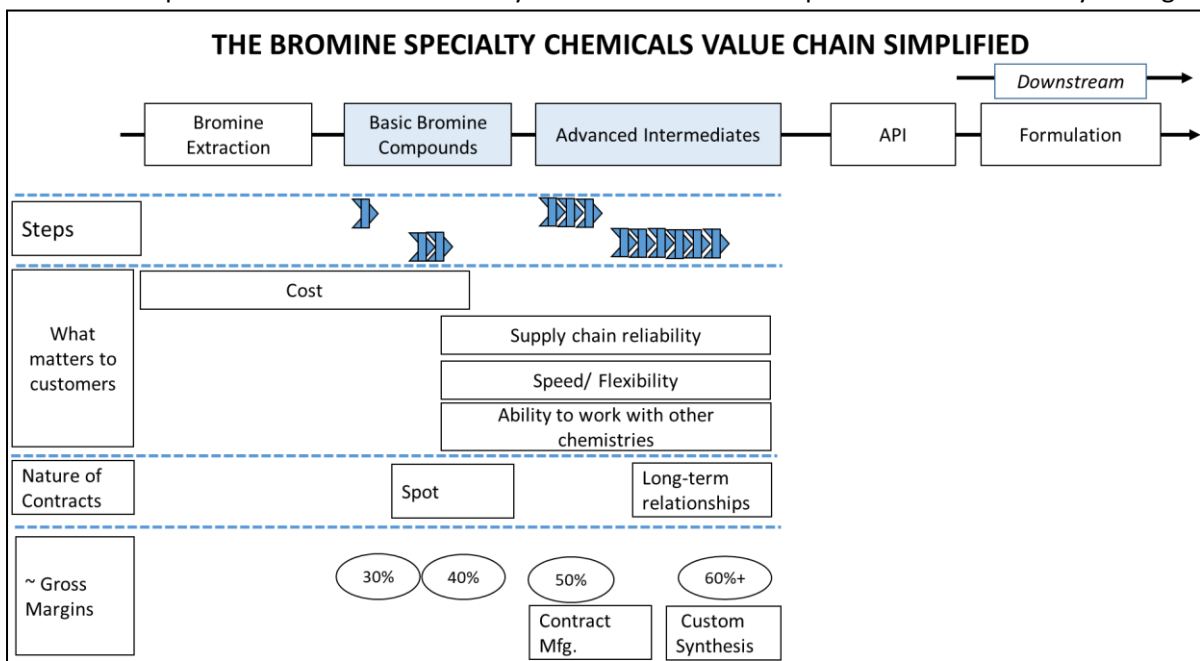 THE BROMINE SPECIALTY CHEMICALS VALUE CHAIN SIMPLIFIED
Downstream
Bromine
Extraction
Basic Bromine
Compounds
Advanced Intermediates
API
Formulation
Steps
What
matters to
customers
Cost
Supply chain reliability
Speed/ Flexibility
Ability to work with other
chemistries
Nature of
Contracts
Spot
Long-term
relationships
~ Gross
Margins
30%
40%
50%
60%+
Contract
Mfg.
Custom
Synthesis